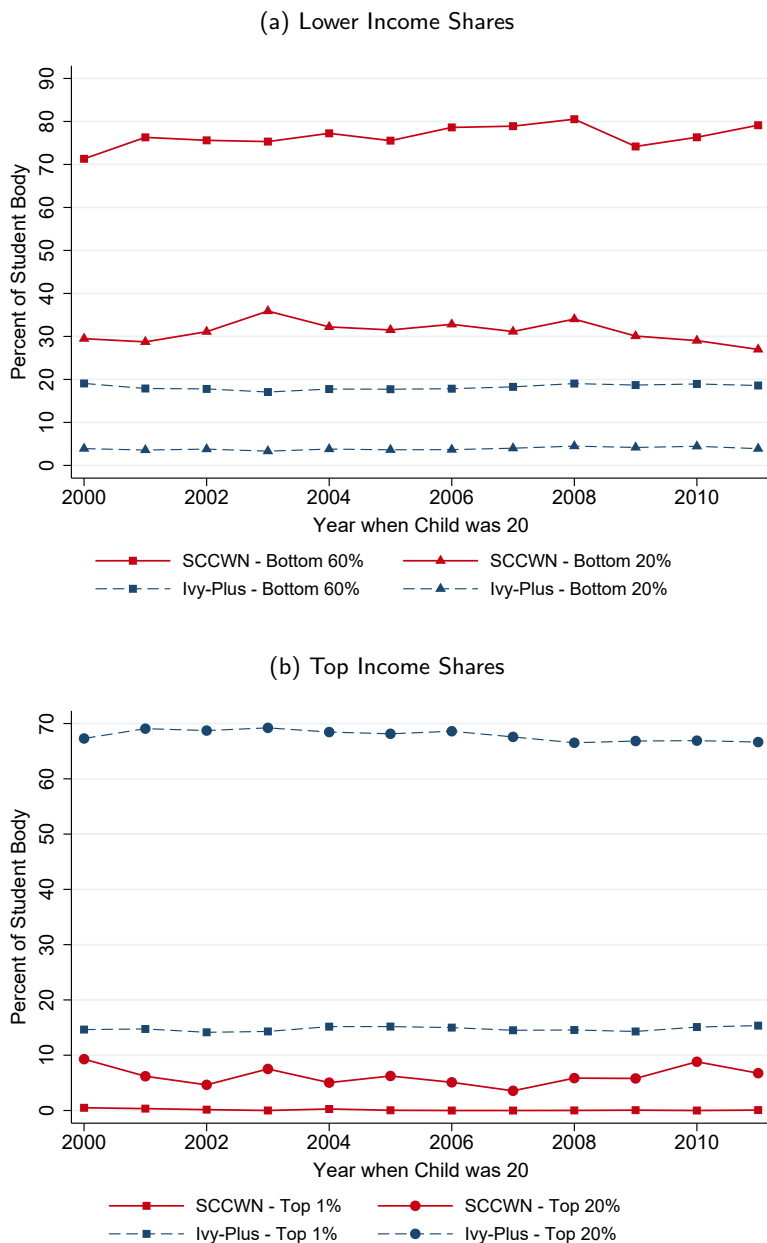 (a) Lower Income Shares
Percent of Student Body
90
80
70
60
50
40
30
20
10
0
2000 2002 2004 2006 2008 2010
Year when Child was 20
SCCWN - Bottom 60% SCCWN - Bottom 20%
Ivy-Plus - Bottom 60% Ivy-Plus - Bottom 20%
(b) Top Income Shares
Percent of Student Body
70
60
50
40
30
20
10
0
2000 2002 2004 2006 2008 2010
Year when Child was 20
SCCWN - Top 1% SCCWN - Top 20%
Ivy-Plus - Top 1% Ivy-Plus - Top 20%